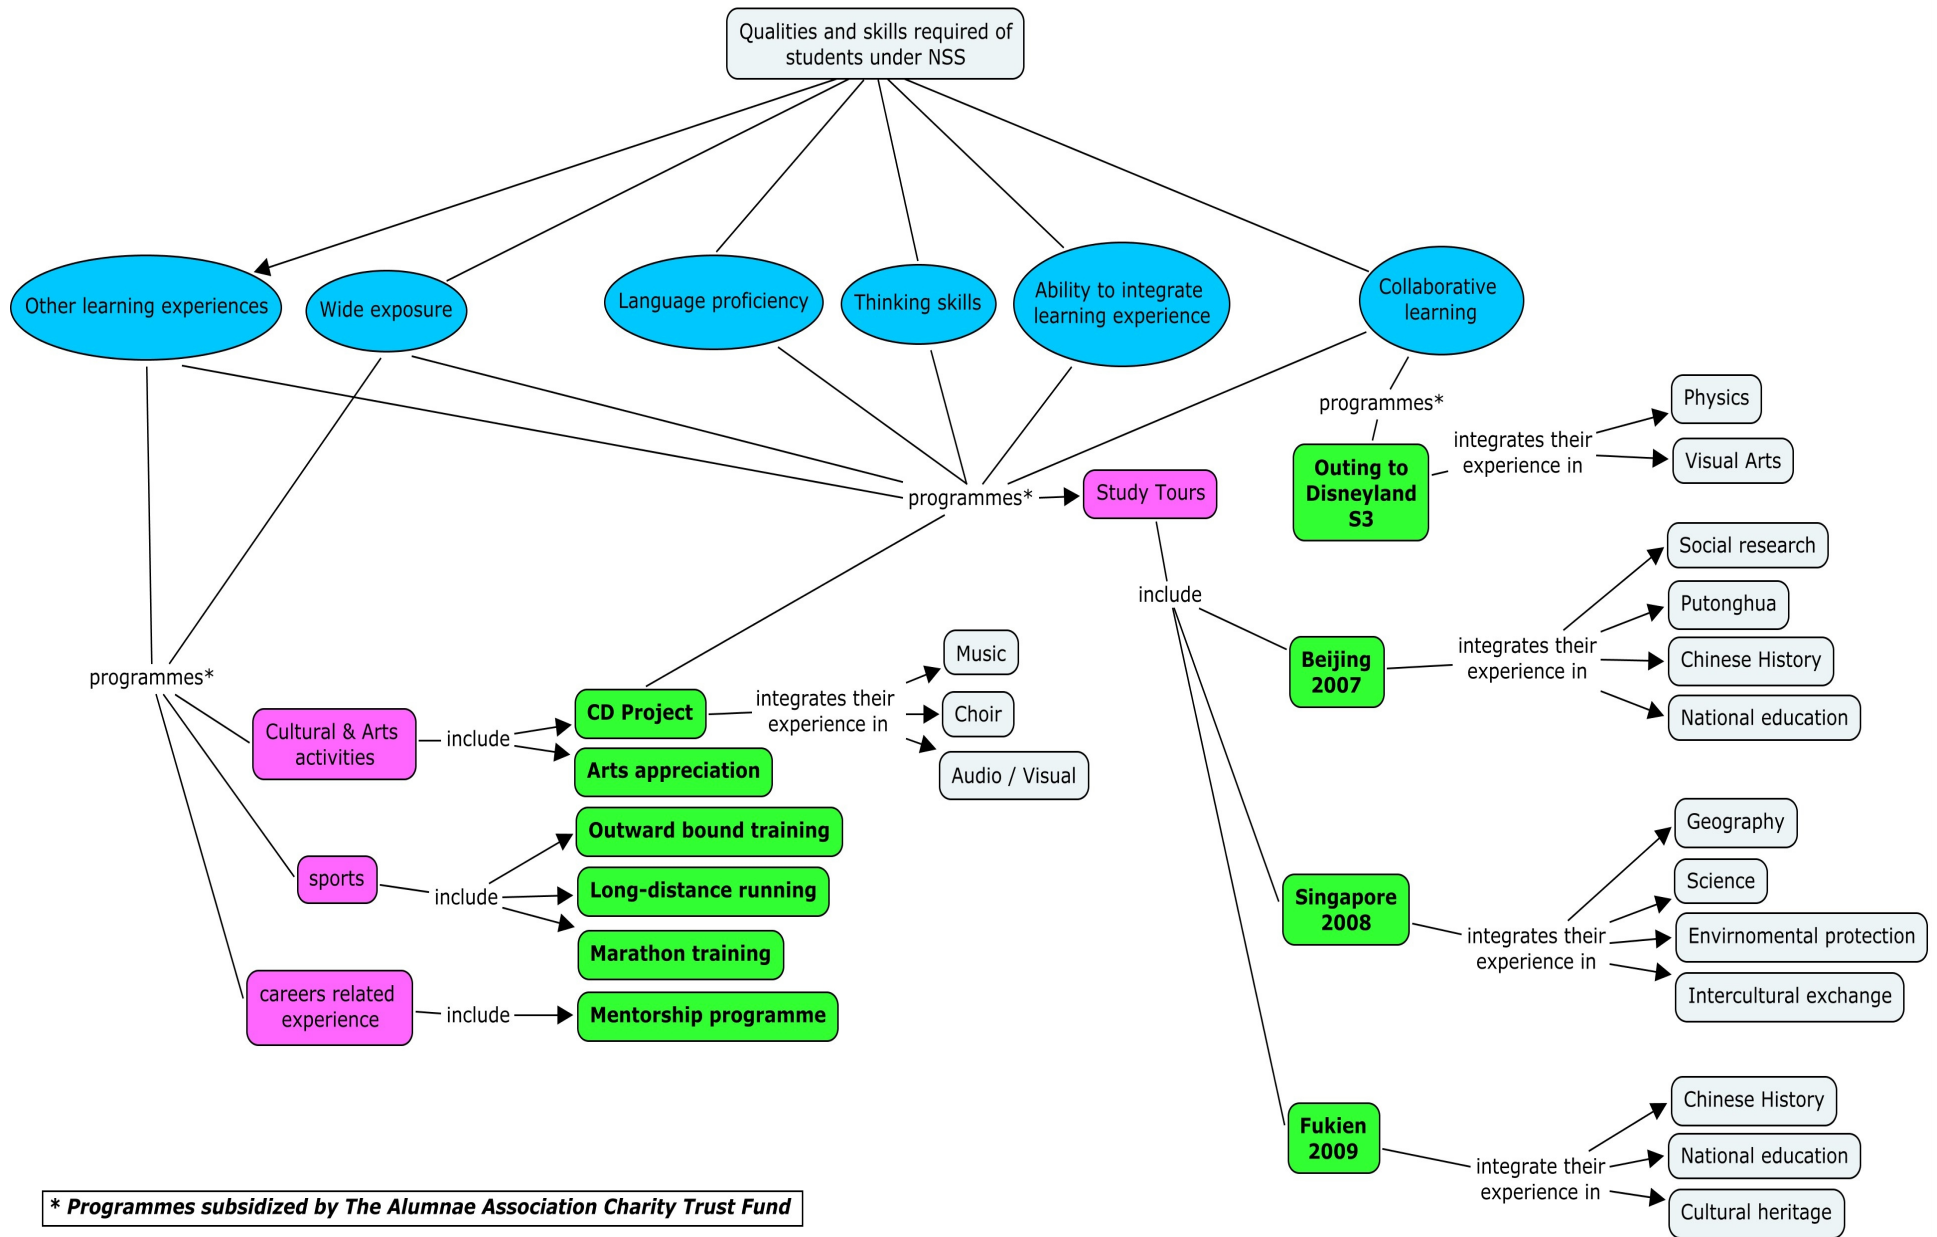 Qualities and skills required of
students under NSS
Other learning experiences
Wide exposure
Language proficiency
Thinking skills
Ability to integrate
learning experience
Collaborative
learning
programmes*
Outing to
Disneyland
S3
integrates their
experience in
Physics
Visual Arts
programmes*
Study Tours
include
Beijing
2007
integrates their
experience in
Social research
Putonghua
Chinese History
National education
Singapore
2008
integrates their
experience in
Geography
Science
Envirnomental protection
Intercultural exchange
Fukien
2009
integrate their
experience in
Chinese History
National education
Cultural heritage
programmes*
Cultural & Arts
activities
include
CD Project
integrates their
experience in
Music
Choir
Audio / Visual
Arts appreciation
sports
include
Outward bound training
Long-distance running
Marathon training
careers related
experience
include
Mentorship programme
* Programmes subsidized by The Alumnae Association Charity Trust Fund